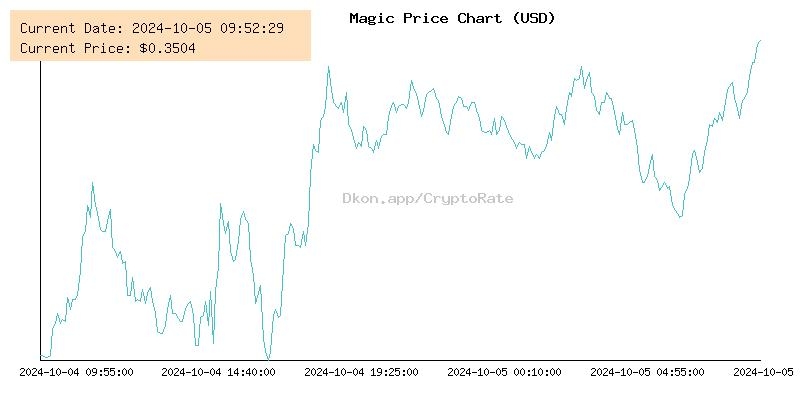 Magic Price Chart (USD)
Current Date: 2024-10-05 09:52:29
Current Price: $0.3504
Dkon.app/CryptoRate
2024-10-04 09:55:00 2024-10-04 14:40:00 2024-10-04 19:25:00 2024-10-05 00:10:00 2024-10-05 04:55:00 2024-10-05